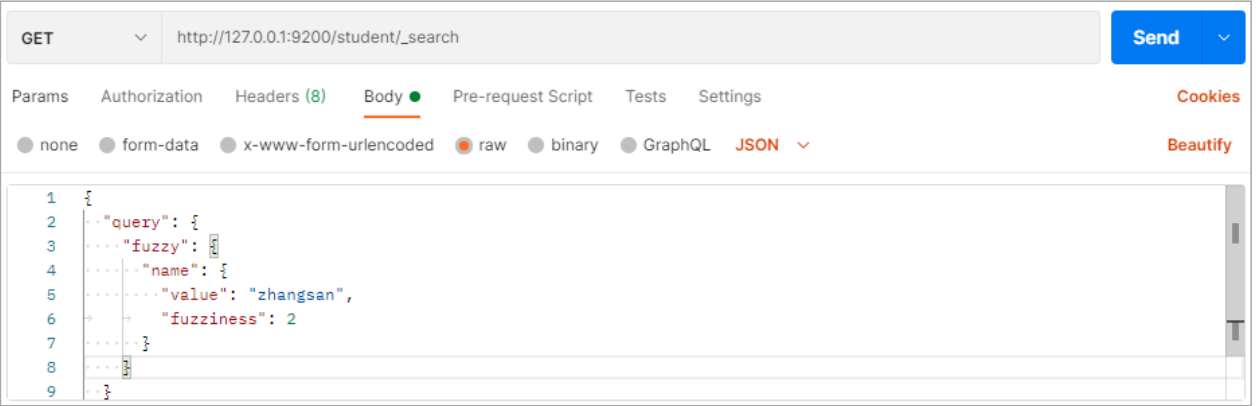 GET http://127.0.0.1:9200/student/_search Send
Params Authorization Headers (8) Body Pre-request Script Tests Settings Cookies
none form-data x-www-form-urlencoded raw binary GraphQL JSON Beautify
1 {
2 "query": {
3 "fuzzy": {
4 "name": {
5 "value": "zhangsan",
6 "fuzziness": 2
7 }
8 }
9 }